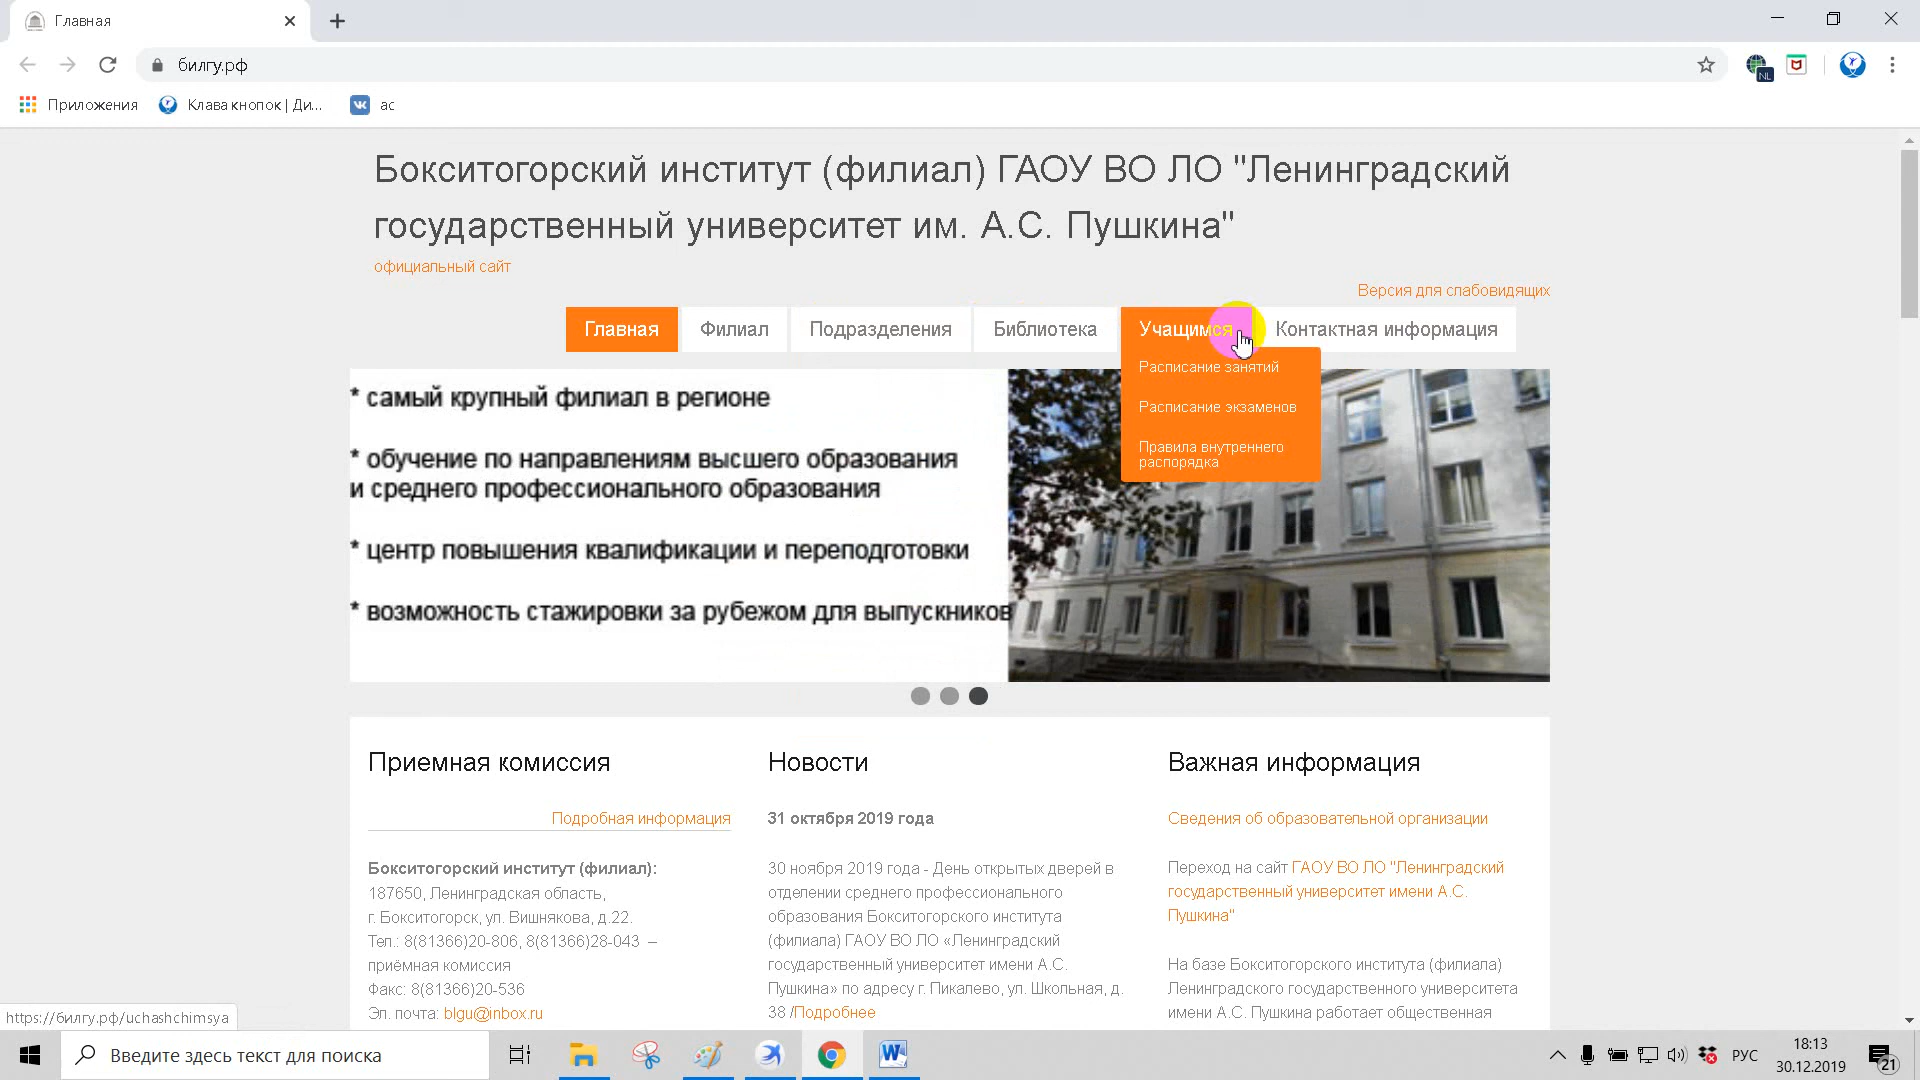 Главная
билгу.рф
NL
Приложения
Клава кнопок | Ди...
ас
Бокситогорский институт (филиал) ГАОУ ВО ЛО "Ленинградский
государственный университет им. А.С. Пушкина"
официальный сайт
Версия для слабовидящих
Главная
Филиал
Подразделения
Библиотека
Учащимся
Контактная информация
Расписание занятий
Расписание экзаменов
Правила внутреннего
распорядка
* самый крупный филиал в регионе
* обучение по направлениям высшего образования
и среднего профессионального образования
* центр повышения квалификации и переподготовки
* возможность стажировки за рубежом для выпускников
Приемная комиссия
Подробная информация
Бокситогорский институт (филиал):
187650, Ленинградская область,
г. Бокситогорск, ул. Вишнякова, д.22.
Тел.: 8(81366)20-806, 8(81366)28-043 –
приёмная комиссия
Факс: 8(81366)20-536
Эл. почта: blgu@inbox.ru
Новости
31 октября 2019 года
30 ноября 2019 года - День открытых дверей в
отделении среднего профессионального
образования Бокситогорского института
(филиала) ГАОУ ВО ЛО «Ленинградский
государственный университет имени А.С.
Пушкина» по адресу г. Пикалево, ул. Школьная, д.
38 /Подробнее
Важная информация
Сведения об образовательной организации
Переход на сайт ГАОУ ВО ЛО "Ленинградский
государственный университет имени А.С.
Пушкина"
На базе Бокситогорского института (филиала)
Ленинградского государственного университета
имени А.С. Пушкина работает общественная
https://билгу.рф/uchashchimsya
Введите здесь текст для поиска
РУС
18:13
30.12.2019
21